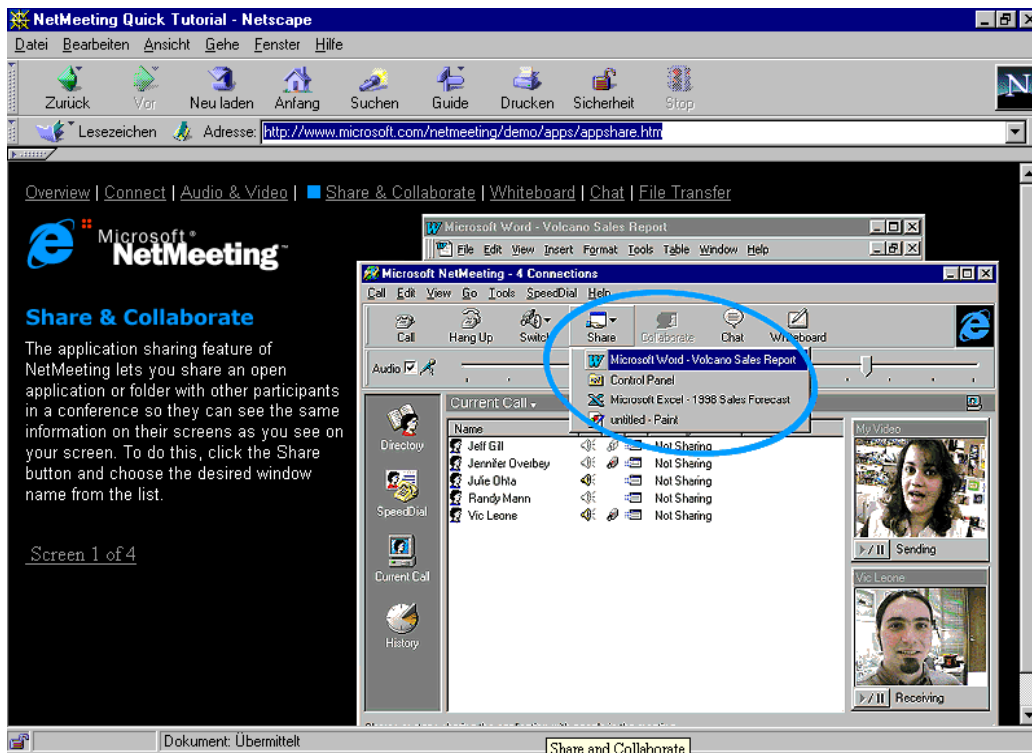 NetMeeting Quick Tutorial - Netscape
Datei Bearbeiten Ansicht Gehe Fenster Hilfe
Zurück Vor Neu laden Anfang Suchen Guide Drucken Sicherheit Stop
N
Lesezeichen Adresse: http://www.microsoft.com/netmeeting/demo/apps/appshare.htm
Overview | Connect | Audio & Video | Share & Collaborate | Whiteboard | Chat | File Transfer
Microsoft®
NetMeeting™
Share & Collaborate
The application sharing feature of
NetMeeting lets you share an open
application or folder with other participants
in a conference so they can see the same
information on their screens as you see on
your screen. To do this, click the Share
button and choose the desired window
name from the list.
Screen 1 of 4
Microsoft Word - Volcano Sales Report
File Edit View Insert Format Tools Table Window Help
Microsoft NetMeeting - 4 Connections
Call Edit View Go Tools SpeedDial Help
Call Hang Up Switch Share Collaborate Chat Whiteboard
Audio
Microsoft Word - Volcano Sales Report
Control Panel
Microsoft Excel - 1998 Sales Forecast
untitled - Paint
Directory
SpeedDial
Current Call
History
Current Call
Name
Jeff Gill Not Sharing
Jennifer Overbey Not Sharing
Julie Ohta Not Sharing
Randy Mann Not Sharing
Vic Leone Not Sharing
My Video
Sending
Vic Leone
Receiving
Dokument: Übermittelt
Share and Collaborate